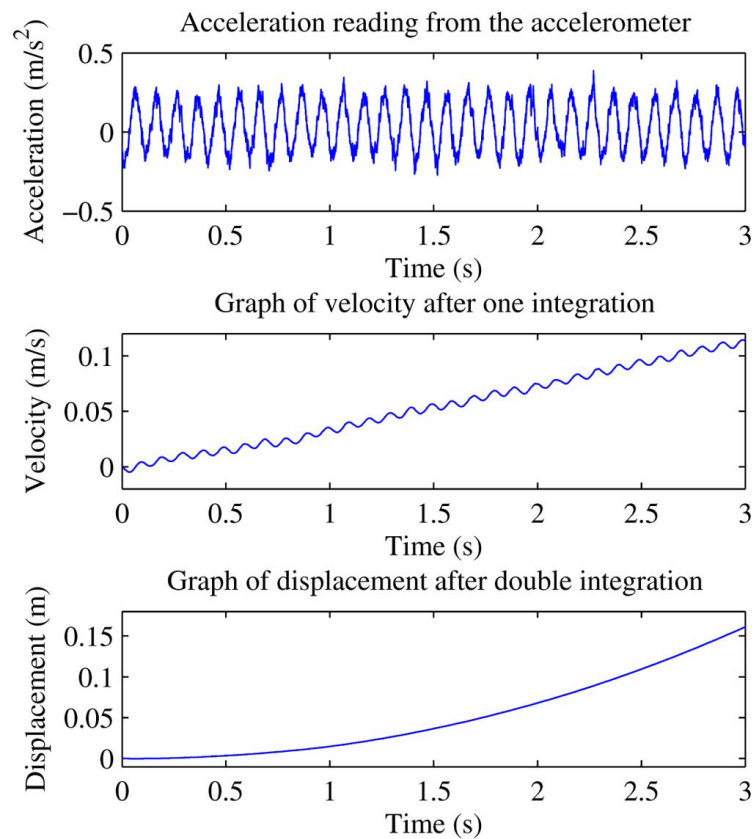 Acceleration reading from the accelerometer
Acceleration (m/s²)
0.5
0
−0.5
0 0.5 1 1.5 2 2.5 3
Time (s)
Graph of velocity after one integration
Velocity (m/s)
0.1
0.05
0
0 0.5 1 1.5 2 2.5 3
Time (s)
Graph of displacement after double integration
Displacement (m)
0.15
0.1
0.05
0
0 0.5 1 1.5 2 2.5 3
Time (s)